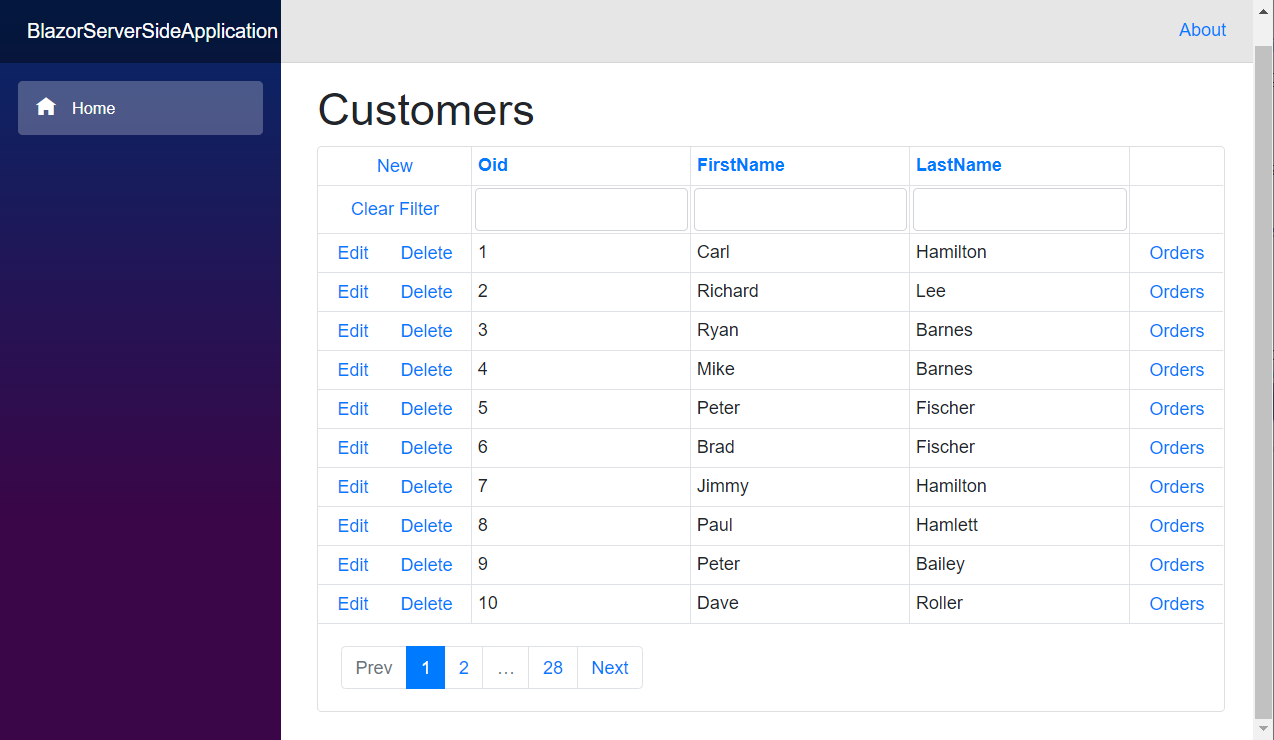 BlazorServerSideApplication
About
Home
Customers
New Oid FirstName LastName
Clear Filter
Edit Delete 1 Carl Hamilton Orders
Edit Delete 2 Richard Lee Orders
Edit Delete 3 Ryan Barnes Orders
Edit Delete 4 Mike Barnes Orders
Edit Delete 5 Peter Fischer Orders
Edit Delete 6 Brad Fischer Orders
Edit Delete 7 Jimmy Hamilton Orders
Edit Delete 8 Paul Hamlett Orders
Edit Delete 9 Peter Bailey Orders
Edit Delete 10 Dave Roller Orders
Prev 1 2 … 28 Next